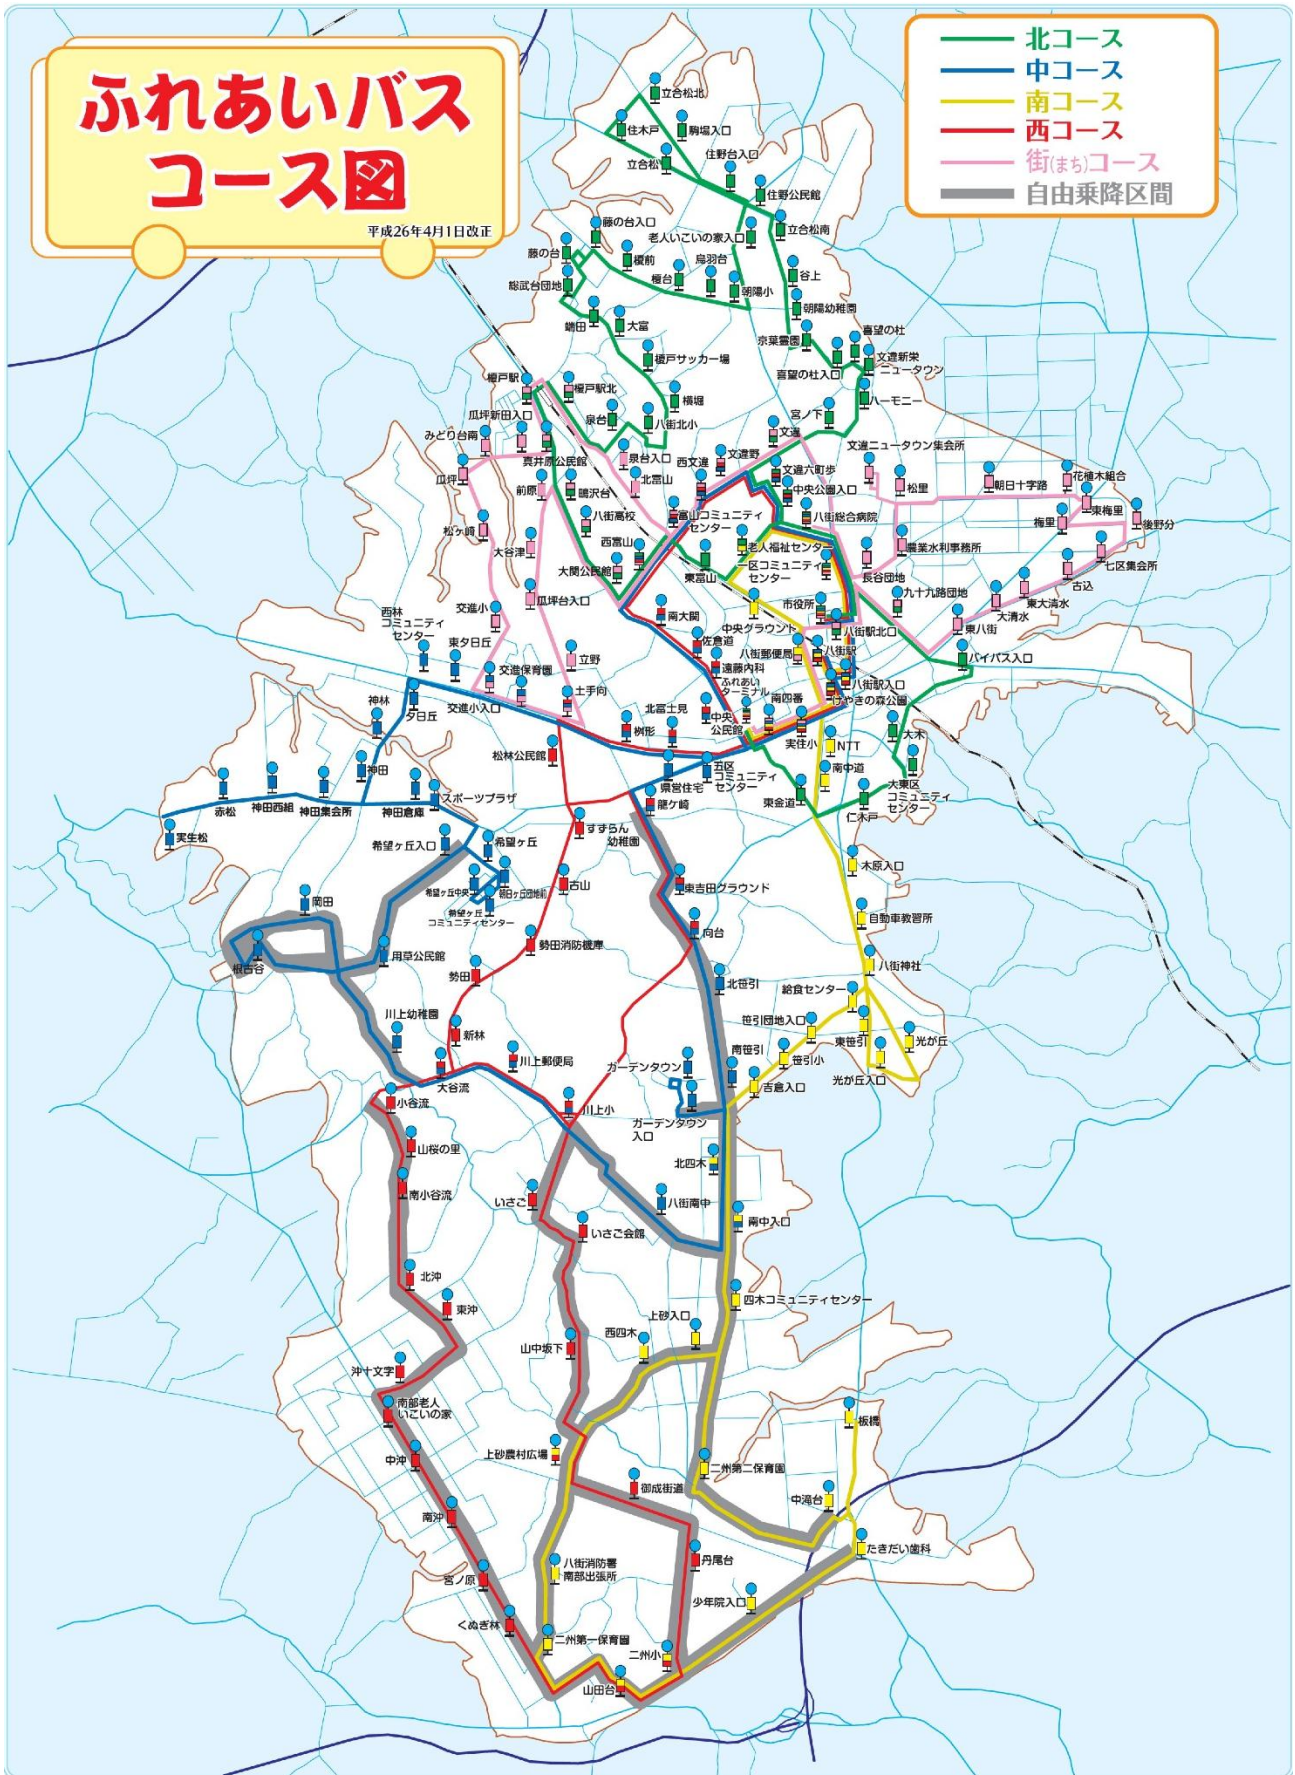 ふれあいバス
コース図
平成26年4月1日改正
北コース
中コース
南コース
西コース
街(まち)コース
自由乗降区間
立合松北
住木戸
駒場入口
立合松
住野台入口
住野公民館
藤の台入口
老人いこいの家入口
立合松南
藤の台
榎前
烏羽台
総武台団地
榎台
朝陽小
谷上
朝陽幼稚園
端田
大富
京葉霊園
喜望の杜
榎戸サッカー場
文違新栄
ニュータウン
喜望の杜入口
榎戸駅
榎戸駅北
横堀
ハーモニー
瓜坪新田入口
泉台
八街北小
宮ノ下
みどり台南
文違
文違ニュータウン集会所
真井原公民館
泉台入口
西文違
文違野
文違六町歩
瓜坪
前原
鳴沢台
北富山
中央公園入口
松里
朝日十字路
花植木組合
東梅里
松ヶ崎
八街高校
富山コミュニティ
センター
八街総合病院
梅里
後野分
大谷津
西富山
老人福祉センター
農業水利事務所
大関公民館
東富山
一区コミュニティ
センター
長谷団地
七区集会所
瓜坪台入口
九十九路団地
古込
交進小
南大関
市役所
東大清水
西林
コミュニティ
センター
中央グラウンド
八街駅北口
大清水
東夕日丘
佐倉道
八街郵便局
八街駅
東八街
交進保育園
立野
遠藤内科
バイパス入口
ふれあい
ターミナル
八街駅入口
けやきの森公園
夕日丘
交進小入口
土手向
北富士見
中央
公民館
南四番
神林
桝形
実住小
NTT
大木
松林公民館
五区
コミュニティ
センター
神田
県営住宅
南中道
赤松
神田西組
神田集会所
神田倉庫
スポーツプラザ
龍ケ崎
東金道
仁木戸
大東区
コミュニティ
センター
実生松
すずらん
幼稚園
希望ヶ丘入口
希望ヶ丘
木原入口
希望ヶ丘中央
朝日ヶ丘団地前
古山
東吉田グラウンド
岡田
希望ヶ丘
コミュニティセンター
自動車教習所
向台
根古谷
用草公民館
勢田消防機庫
八街神社
勢田
北笹引
給食センター
川上幼稚園
新林
笹引団地入口
東笹引
光が丘
川上郵便局
ガーデンタウン
南笹引
笹引小
光が丘入口
大谷流
吉倉入口
小谷流
川上小
ガーデンタウン
入口
山桜の里
北四木
南小谷流
いさご
八街南中
いさご会館
南中入口
北沖
東沖
四木コミュニティセンター
上砂入口
西四木
山中坂下
沖十文字
南部老人
いこいの家
板橋
上砂農村広場
中沖
二州第二保育園
御成街道
中滝台
南沖
たきだい歯科
八街消防署
南部出張所
丹尾台
宮ノ原
少年院入口
くぬぎ林
二州第一保育園
二州小
山田台